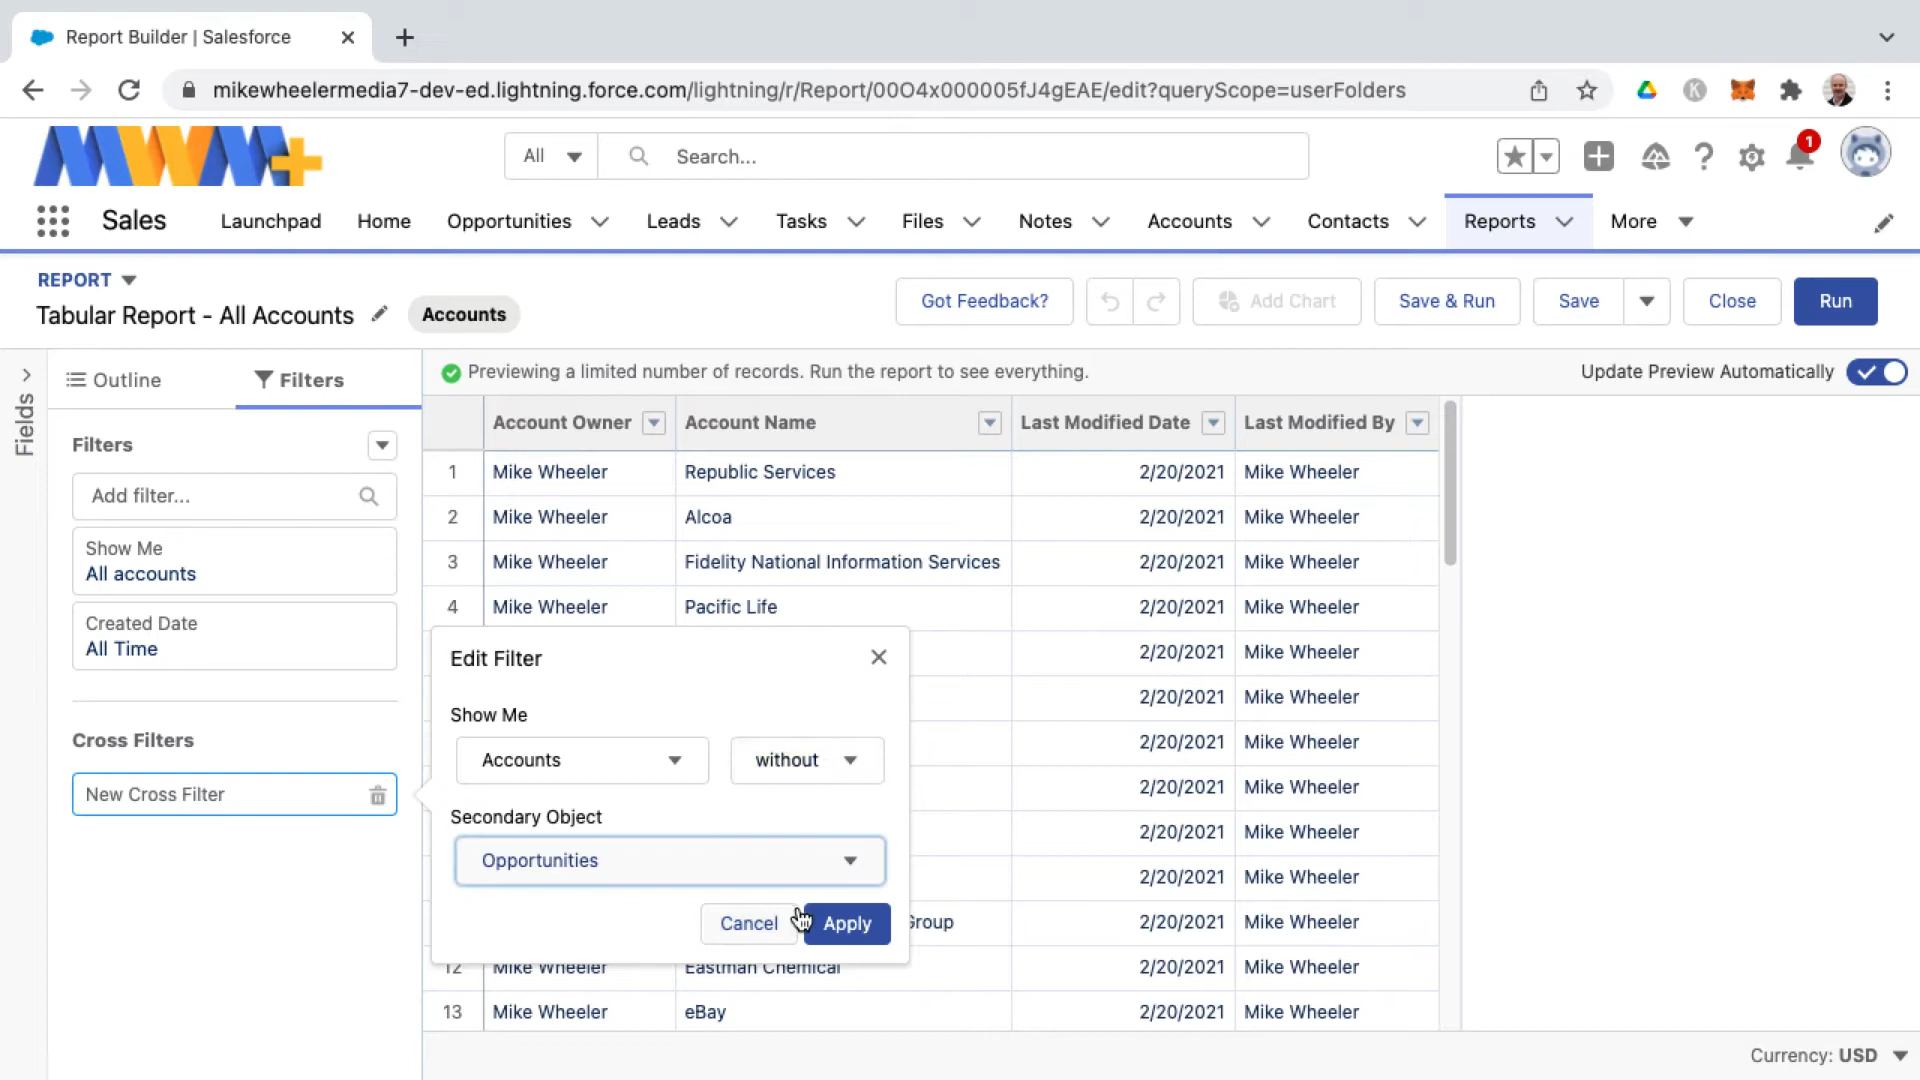 Report Builder | Salesforce
mikewheelermedia7-dev-ed.lightning.force.com/lightning/r/Report/00O4x000005fJ4gEAE/edit?queryScope=userFolders
K
MWM+
All
Search...
1
Sales
Launchpad
Home
Opportunities
Leads
Tasks
Files
Notes
Accounts
Contacts
Reports
More
REPORT
Tabular Report - All Accounts
Accounts
Got Feedback?
Add Chart
Save & Run
Save
Close
Run
Fields
Outline
Filters
Previewing a limited number of records. Run the report to see everything.
Update Preview Automatically
Filters
Add filter...
Show Me
All accounts
Created Date
All Time
Cross Filters
New Cross Filter
Account Owner Account Name Last Modified Date Last Modified By
1 Mike Wheeler Republic Services 2/20/2021 Mike Wheeler
2 Mike Wheeler Alcoa 2/20/2021 Mike Wheeler
3 Mike Wheeler Fidelity National Information Services 2/20/2021 Mike Wheeler
4 Mike Wheeler Pacific Life 2/20/2021 Mike Wheeler
2/20/2021 Mike Wheeler
2/20/2021 Mike Wheeler
2/20/2021 Mike Wheeler
2/20/2021 Mike Wheeler
2/20/2021 Mike Wheeler
2/20/2021 Mike Wheeler
Group 2/20/2021 Mike Wheeler
12 Mike Wheeler Eastman Chemical 2/20/2021 Mike Wheeler
13 Mike Wheeler eBay 2/20/2021 Mike Wheeler
Edit Filter
Show Me
Accounts
without
Secondary Object
Opportunities
Cancel
Apply
Currency: USD